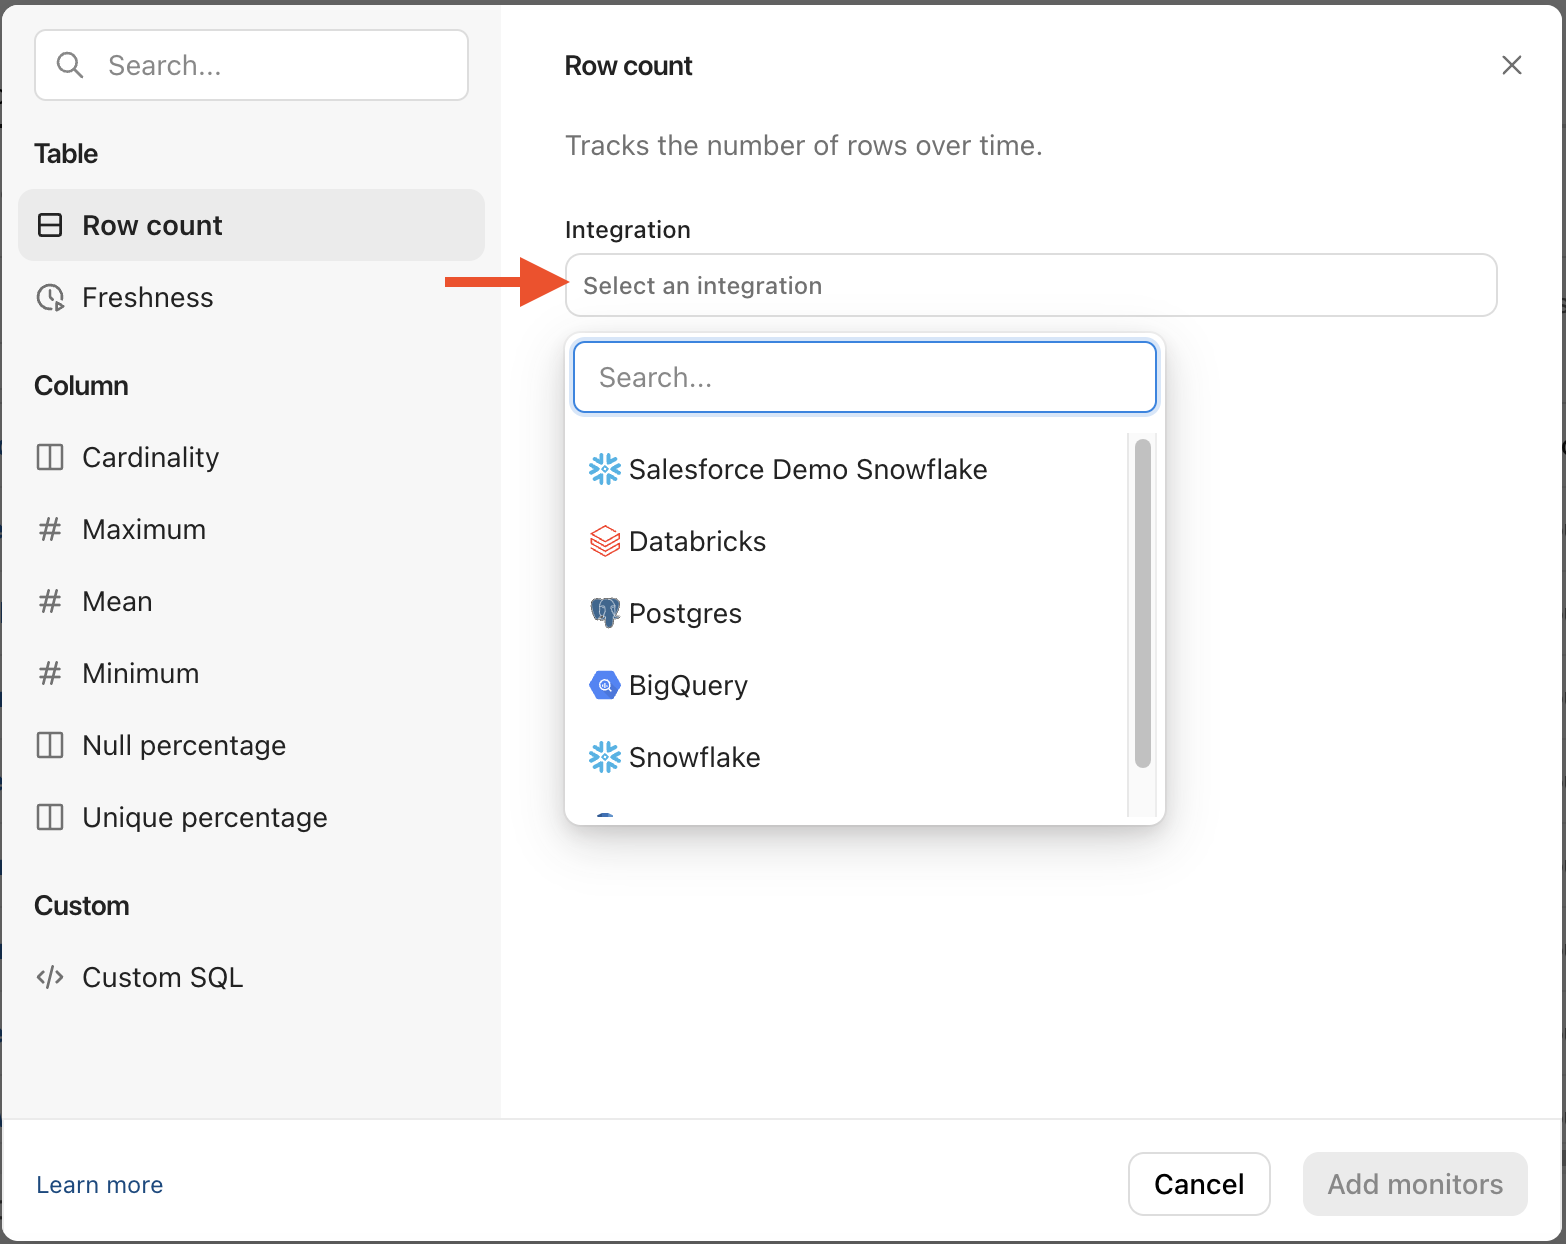 Search...
Table
Row count
Freshness
Column
Cardinality
Maximum
Mean
Minimum
Null percentage
Unique percentage
Custom
Custom SQL
Row count
Tracks the number of rows over time.
Integration
Select an integration
Search...
Salesforce Demo Snowflake
Databricks
Postgres
BigQuery
Snowflake
Learn more
Cancel
Add monitors